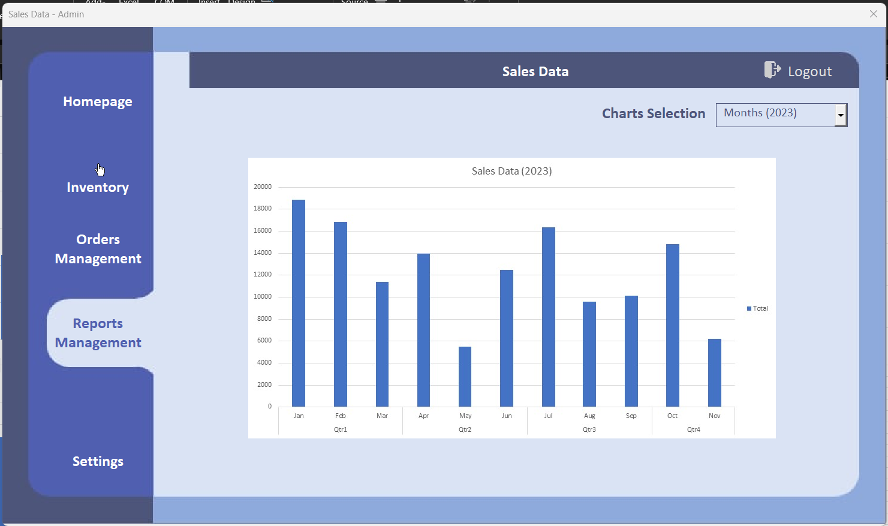 Sales Data - Admin
Sales Data
Logout
Homepage
Inventory
Orders
Management
Reports
Management
Settings
Charts Selection
Months (2023)
Sales Data (2023)
20000
18000
16000
14000
12000
10000
8000
6000
4000
2000
0
Jan Feb Mar Apr May Jun Jul Aug Sep Oct Nov
Qtr1 Qtr2 Qtr3 Qtr4
Total